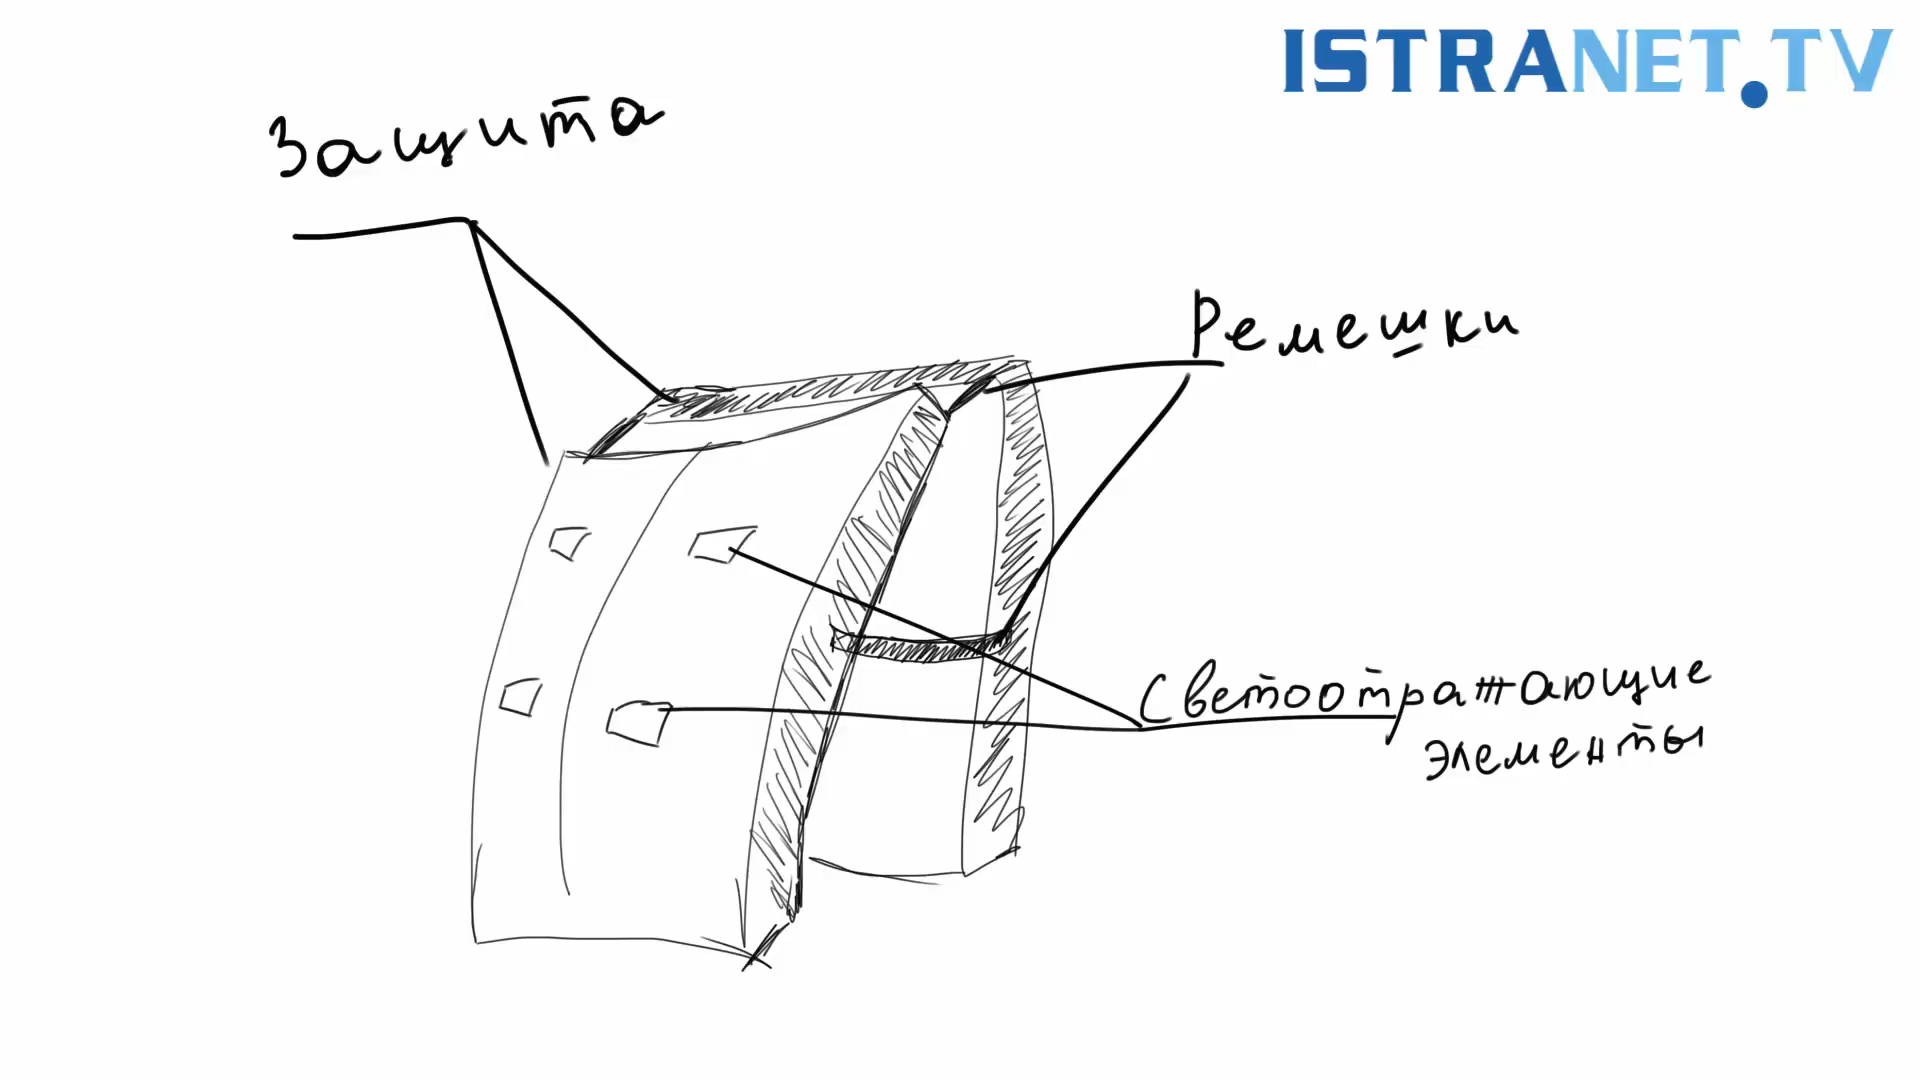 ISTRANET.TV
Защита
Ремешки
Светоотражающие
элементы